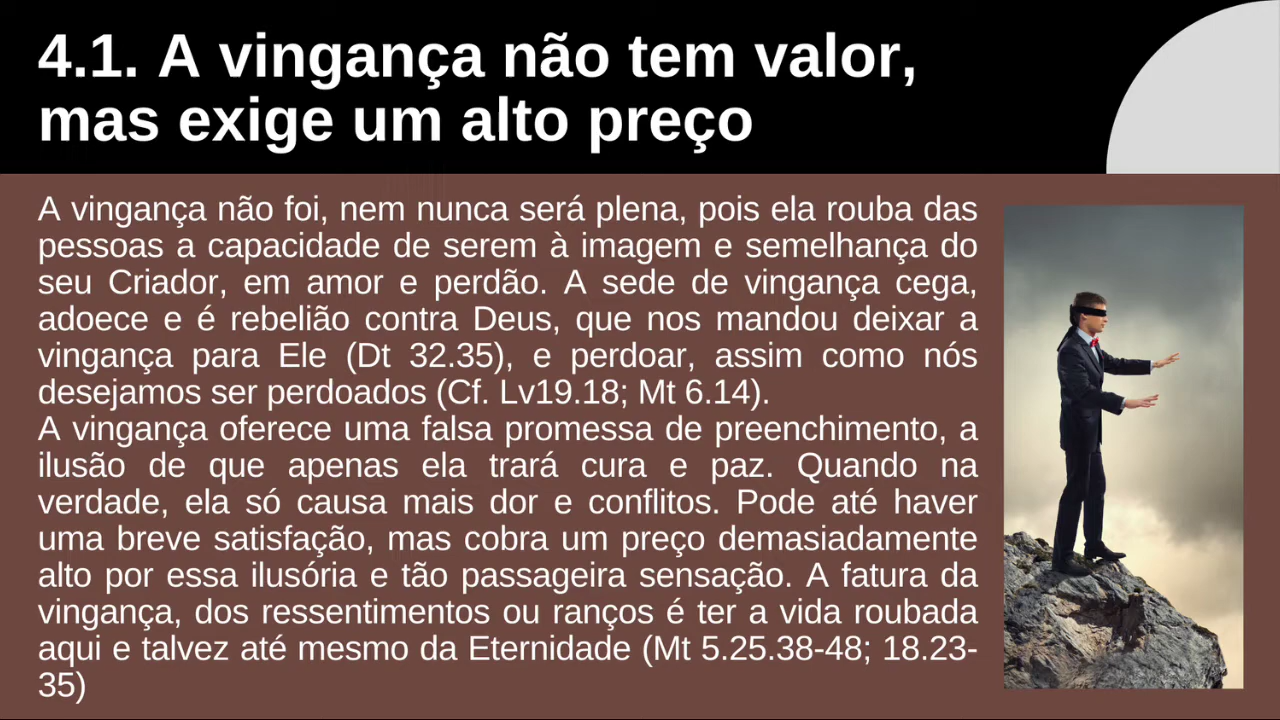 4.1. A vingança não tem valor,
mas exige um alto preço
A vingança não foi, nem nunca será plena, pois ela rouba das
pessoas a capacidade de serem à imagem e semelhança do
seu Criador, em amor e perdão. A sede de vingança cega,
adoece e é rebelião contra Deus, que nos mandou deixar a
vingança para Ele (Dt 32.35), e perdoar, assim como nós
desejamos ser perdoados (Cf. Lv19.18; Mt 6.14).
A vingança oferece uma falsa promessa de preenchimento, a
ilusão de que apenas ela trará cura e paz. Quando na
verdade, ela só causa mais dor e conflitos. Pode até haver
uma breve satisfação, mas cobra um preço demasiadamente
alto por essa ilusória e tão passageira sensação. A fatura da
vingança, dos ressentimentos ou ranços é ter a vida roubada
aqui e talvez até mesmo da Eternidade (Mt 5.25.38-48; 18.23-
35)